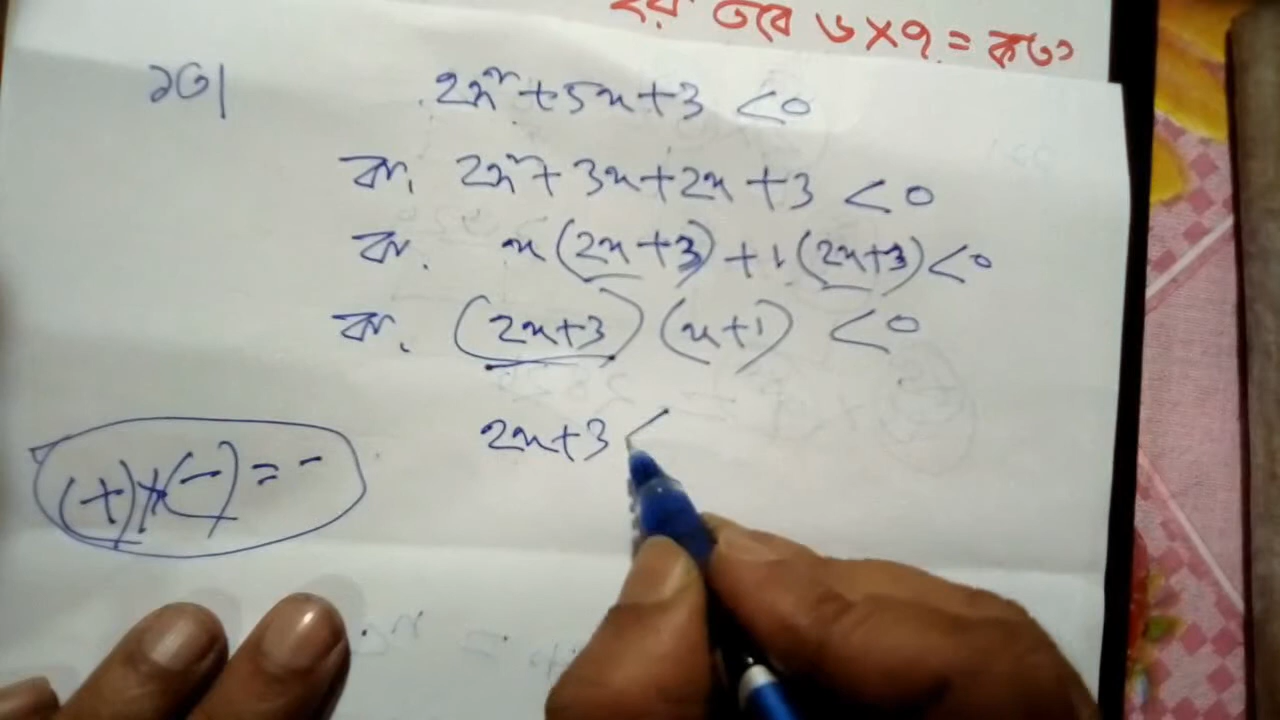 হয় তবে ৬×৭ = কত?
১৩। 2x² + 5x + 3 < 0
বা, 2x² + 3x + 2x + 3 < 0
বা, x(2x+3) + 1(2x+3) < 0
বা, (2x+3)(x+1) < 0
2x+3 <
(+)×(-) = -